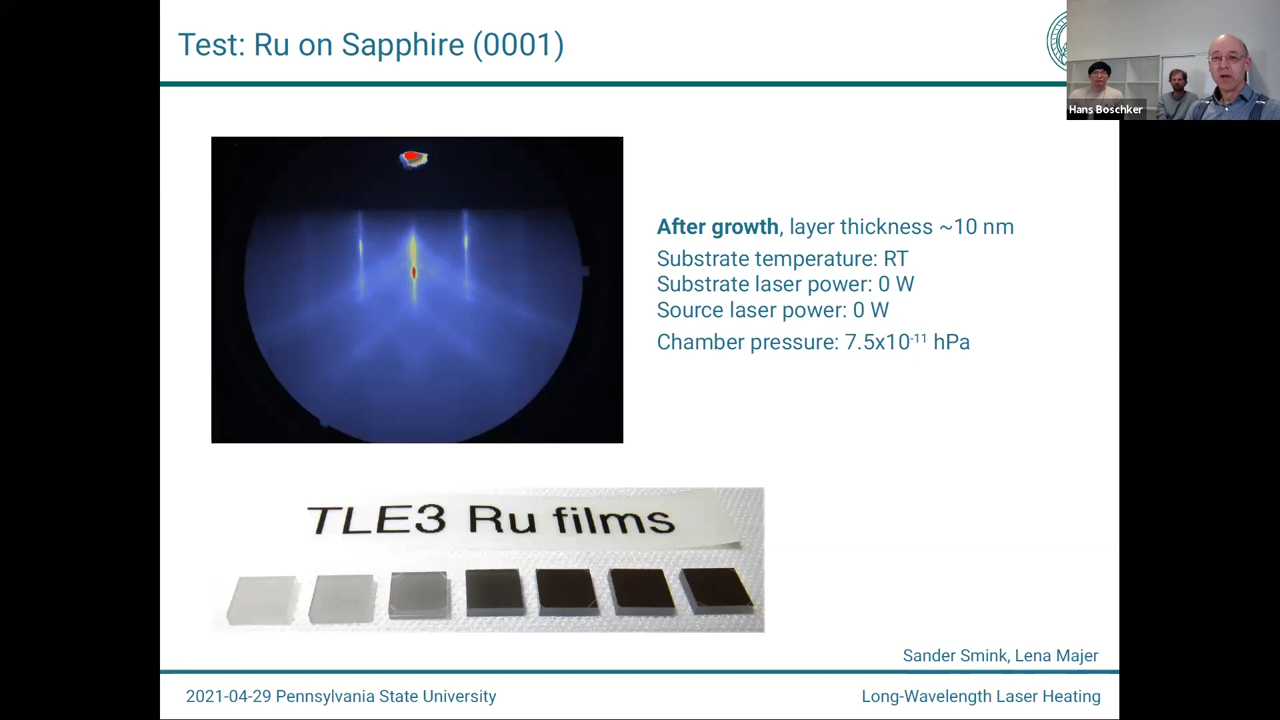 Test: Ru on Sapphire (0001)
Hans Boschker
After growth, layer thickness ~10 nm
Substrate temperature: RT
Substrate laser power: 0 W
Source laser power: 0 W
Chamber pressure: 7.5x10⁻¹¹ hPa
TLE3 Ru films
Sander Smink, Lena Majer
2021-04-29 Pennsylvania State University
Long-Wavelength Laser Heating